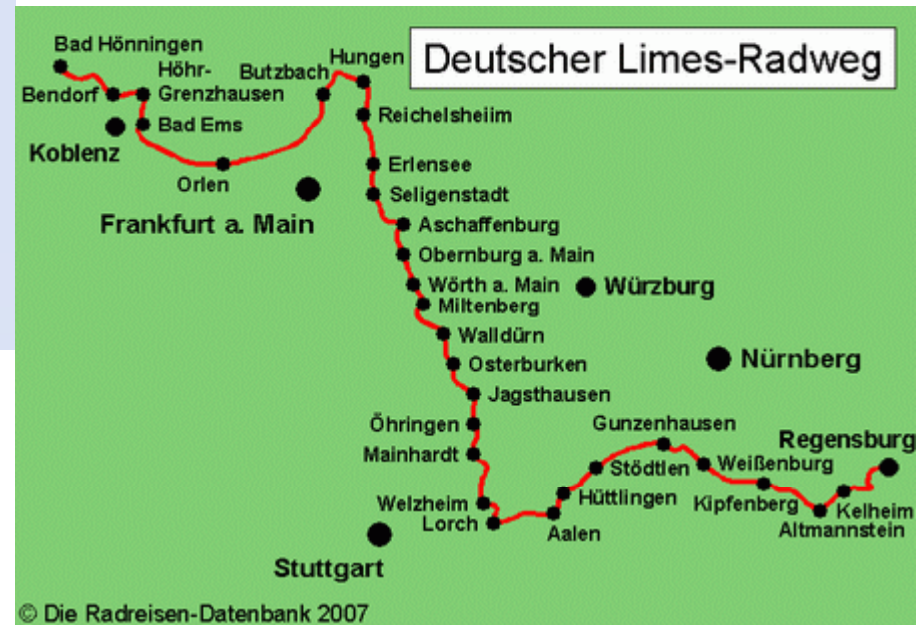 Deutscher Limes-Radweg
Bad Hönningen
Hungen
Höhr-
Grenzhausen
Butzbach
Bendorf
Reichelsheiim
Bad Ems
Koblenz
Orlen
Erlensee
Seligenstadt
Frankfurt a. Main
Aschaffenburg
Obernburg a. Main
Wörth a. Main
Würzburg
Miltenberg
Walldürn
Nürnberg
Osterburken
Jagsthausen
Öhringen
Gunzenhausen
Mainhardt
Regensburg
Stödtlen
Weißenburg
Welzheim
Hüttlingen
Kipfenberg
Kelheim
Lorch
Aalen
Altmannstein
Stuttgart
© Die Radreisen-Datenbank 2007